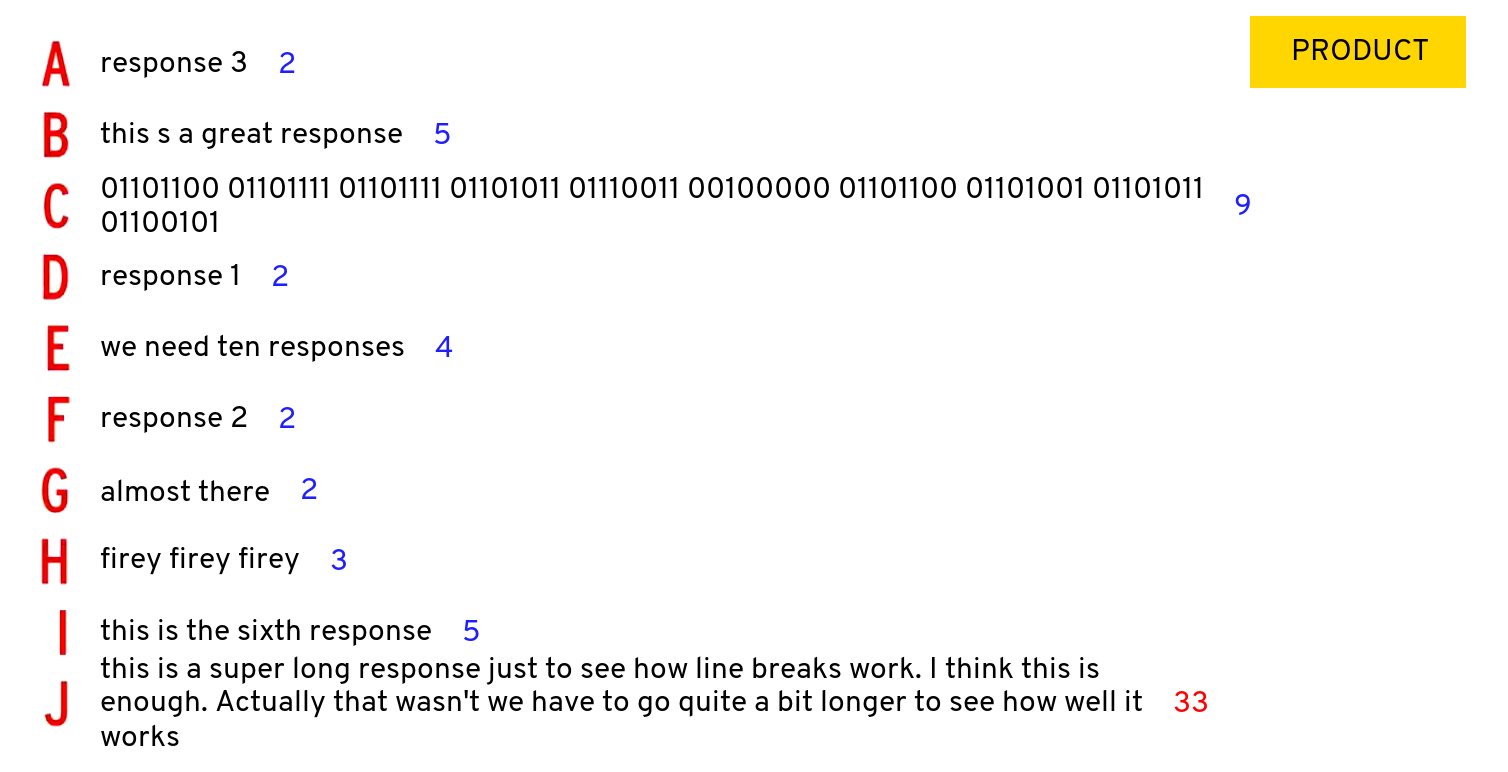 PRODUCT
A response 3 2
B this s a great response 5
C 01101100 01101111 01101111 01101011 01110011 00100000 01101100 01101001 01101011
01100101 9
D response 1 2
E we need ten responses 4
F response 2 2
G almost there 2
H firey firey firey 3
I this is the sixth response 5
this is a super long response just to see how line breaks work. I think this is
J enough. Actually that wasn't we have to go quite a bit longer to see how well it 33
works